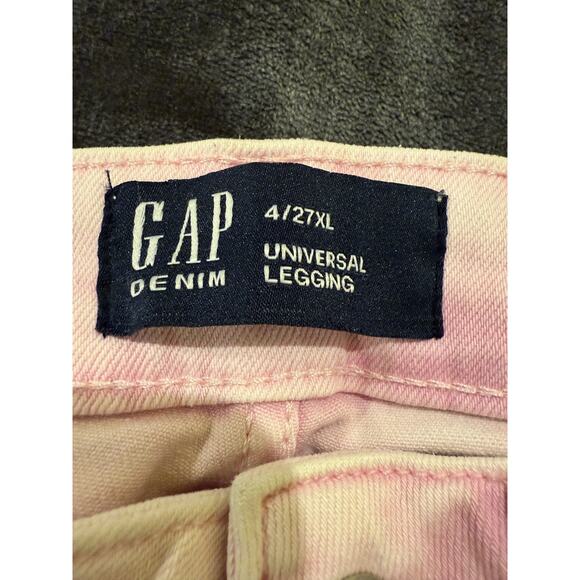 GAP
DENIM
4/27XL
UNIVERSAL
LEGGING